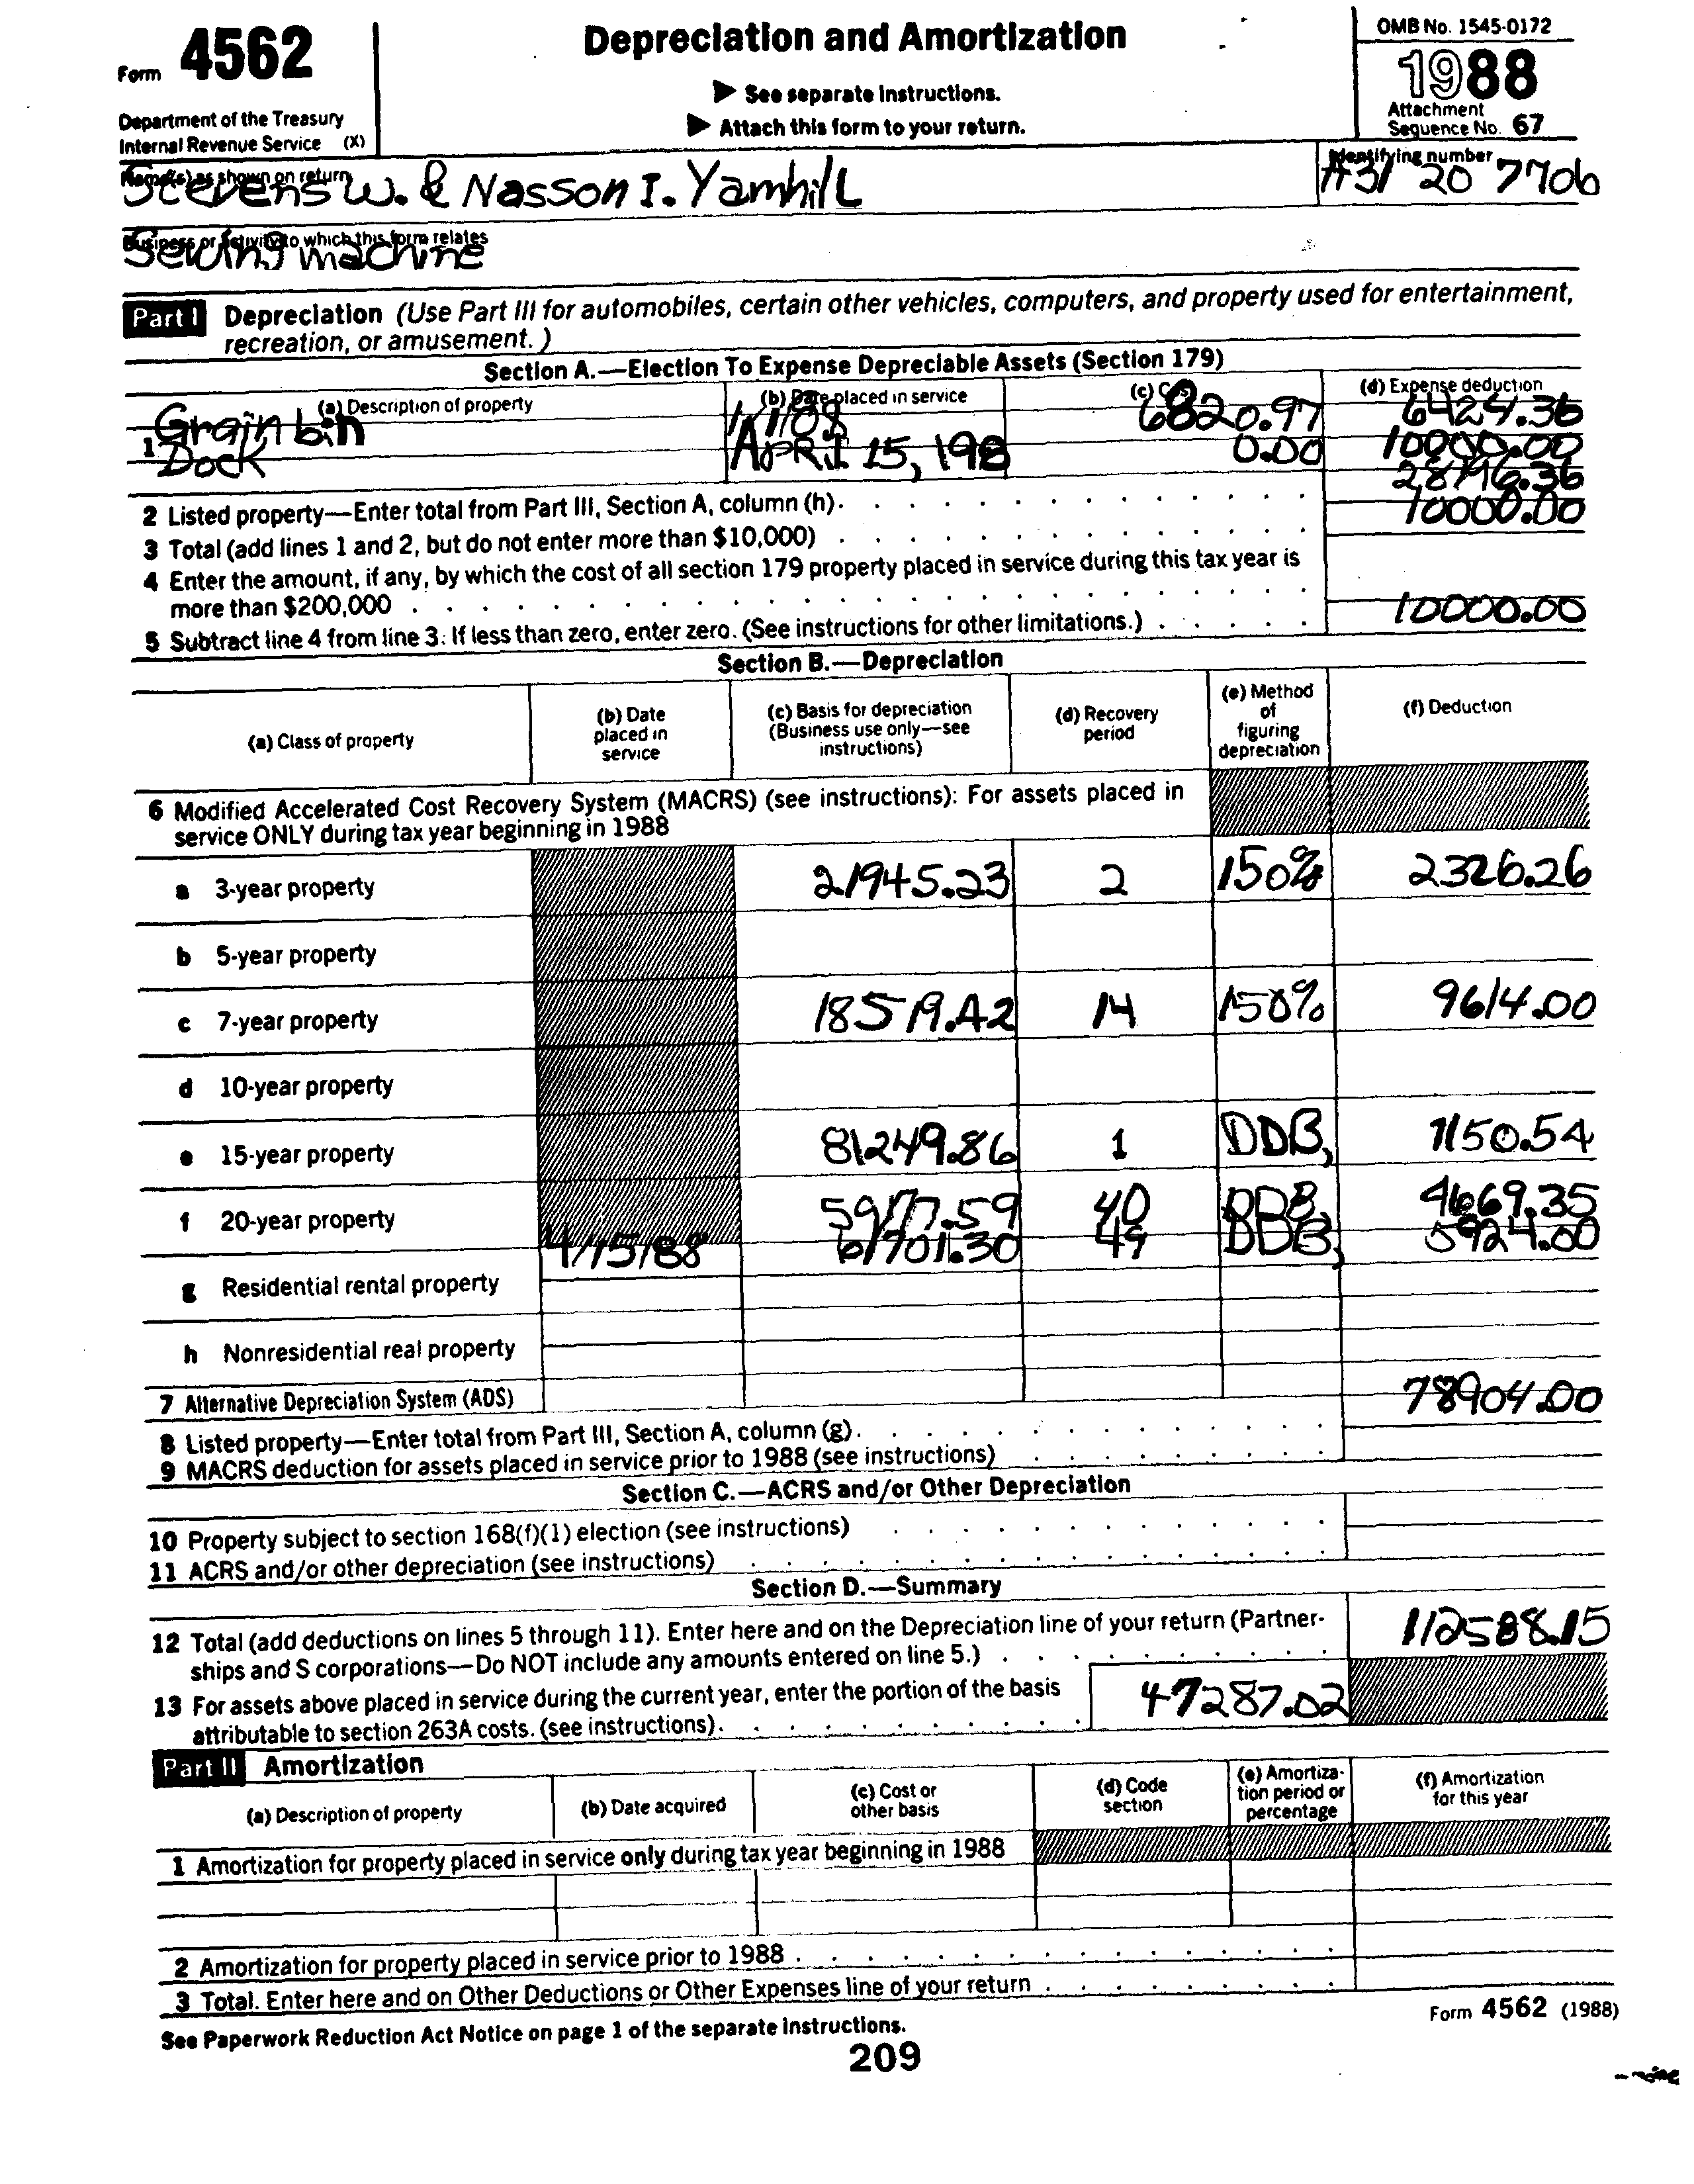 Form 4562
Depreciation and Amortization
OMB No. 1545-0172
1988
► See separate instructions.
► Attach this form to your return.
Department of the Treasury
Internal Revenue Service (X)
Attachment
Sequence No. 67
Name(s) as shown on return
Stevens W. & Nasson I. Yamhill
Identifying number
20 7706
Business or activity to which this form relates
Sewing machine
Part I Depreciation (Use Part III for automobiles, certain other vehicles, computers, and property used for entertainment,
recreation, or amusement.)
Section A.—Election To Expense Depreciable Assets (Section 179)
(a) Description of property (b) Date placed in service (c) Cost (d) Expense deduction
Grain bin 6820.97 6424.36
1 Dock APRIL 15, 198 0.00 10000.00
28196.36
2 Listed property—Enter total from Part III, Section A, column (h). 10000.00
3 Total (add lines 1 and 2, but do not enter more than $10,000)
4 Enter the amount, if any, by which the cost of all section 179 property placed in service during this tax year is
more than $200,000
10000.00
5 Subtract line 4 from line 3. If less than zero, enter zero. (See instructions for other limitations.)
Section B.—Depreciation
(a) Class of property (b) Date placed in service (c) Basis for depreciation (Business use only—see instructions) (d) Recovery period (e) Method of figuring depreciation (f) Deduction
6 Modified Accelerated Cost Recovery System (MACRS) (see instructions): For assets placed in
service ONLY during tax year beginning in 1988
a 3-year property 21945.23 2 150% 2326.26
b 5-year property
c 7-year property 18519.A2 14 150% 9614.00
d 10-year property
e 15-year property 81249.86 1 DDB, 7150.54
f 20-year property 59177.59 40 DDB, 4669.35
4/15/88 61701.30 49 DDB, 5924.00
g Residential rental property
h Nonresidential real property
7 Alternative Depreciation System (ADS)
78904.00
8 Listed property—Enter total from Part III, Section A, column (g).
9 MACRS deduction for assets placed in service prior to 1988 (see instructions)
Section C.—ACRS and/or Other Depreciation
10 Property subject to section 168(f)(1) election (see instructions)
11 ACRS and/or other depreciation (see instructions)
Section D.—Summary
12 Total (add deductions on lines 5 through 11). Enter here and on the Depreciation line of your return (Partner-
ships and S corporations—Do NOT include any amounts entered on line 5.) 112588.15
13 For assets above placed in service during the current year, enter the portion of the basis
attributable to section 263A costs. (see instructions). 47287.02
Part II Amortization
(a) Description of property (b) Date acquired (c) Cost or other basis (d) Code section (e) Amortiza- tion period or percentage (f) Amortization for this year
1 Amortization for property placed in service only during tax year beginning in 1988
2 Amortization for property placed in service prior to 1988
3 Total. Enter here and on Other Deductions or Other Expenses line of your return
See Paperwork Reduction Act Notice on page 1 of the separate instructions.
Form 4562 (1988)
209